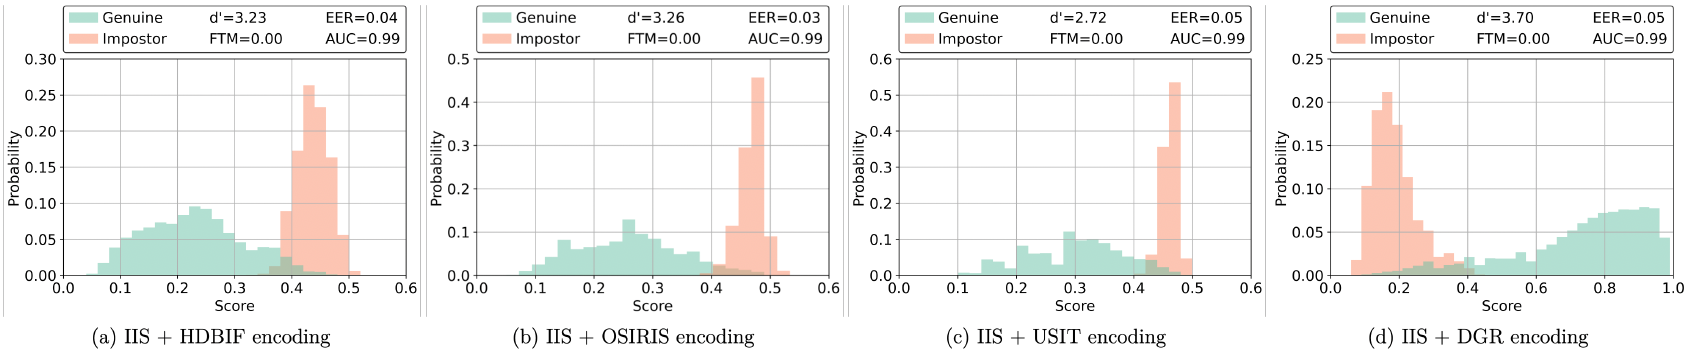 Genuine d'=3.23 EER=0.04
Impostor FTM=0.00 AUC=0.99
0.30
0.25
0.20
0.15
0.10
0.05
0.00
Probability
0.0 0.1 0.2 0.3 0.4 0.5 0.6
Score
(a) IIS + HDBIF encoding
Genuine d'=3.26 EER=0.03
Impostor FTM=0.00 AUC=0.99
0.5
0.4
0.3
0.2
0.1
0.0
Probability
0.0 0.1 0.2 0.3 0.4 0.5 0.6
Score
(b) IIS + OSIRIS encoding
Genuine d'=2.72 EER=0.05
Impostor FTM=0.00 AUC=0.99
0.6
0.5
0.4
0.3
0.2
0.1
0.0
Probability
0.0 0.1 0.2 0.3 0.4 0.5 0.6
Score
(c) IIS + USIT encoding
Genuine d'=3.70 EER=0.05
Impostor FTM=0.00 AUC=0.99
0.25
0.20
0.15
0.10
0.05
0.00
Probability
0.0 0.2 0.4 0.6 0.8 1.0
Score
(d) IIS + DGR encoding